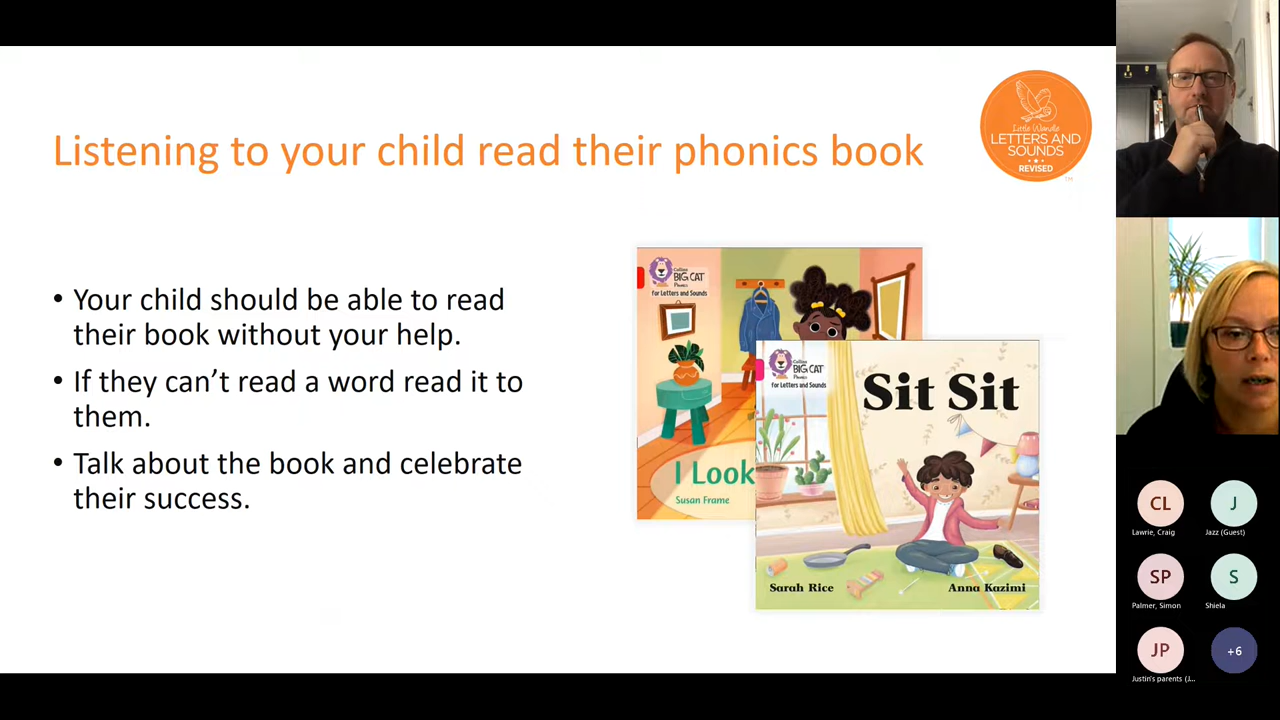 Listening to your child read their phonics book
Little Wandle
LETTERS AND
SOUNDS
REVISED
• Your child should be able to read
their book without your help.
• If they can’t read a word read it to
them.
• Talk about the book and celebrate
their success.
Collins
BIG CAT
Phonics
for Letters and Sounds
I Look
Susan Frame
Collins
BIG CAT
Phonics
for Letters and Sounds
Sit Sit
Sarah Rice
Anna Kazimi
CL
Lawrie, Craig
J
Jazz (Guest)
SP
Palmer, Simon
S
Shiela
JP
Justin's parents (J...
+6